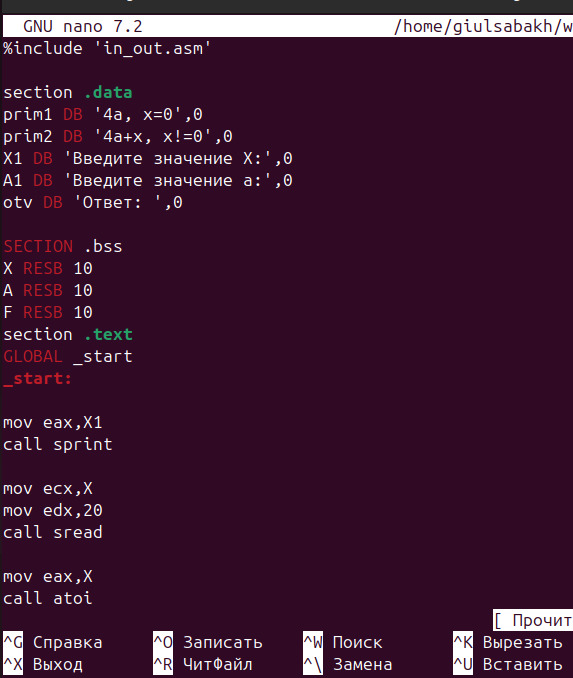 GNU nano 7.2 /home/giulsabakh/w
%include 'in_out.asm'
section .data
prim1 DB '4a, x=0',0
prim2 DB '4a+x, x!=0',0
X1 DB 'Введите значение X:',0
A1 DB 'Введите значение a:',0
otv DB 'Ответ: ',0
SECTION .bss
X RESB 10
A RESB 10
F RESB 10
section .text
GLOBAL _start
_start:
mov eax,X1
call sprint
mov ecx,X
mov edx,20
call sread
mov eax,X
call atoi
[ Прочит
^G Справка ^O Записать ^W Поиск ^K Вырезать
^X Выход ^R ЧитФайл ^\ Замена ^U Вставить